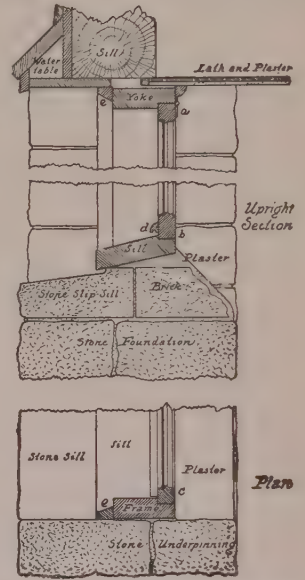 Water
table
Sill
Lath and Plaster
e
Yoke
a
Upright
Section
d
b
Sill
Plaster
Stone Slip Sill
Brick
Stone Foundation
Stone Sill
Sill
Plaster
Plan
e
c
Frame
Stone Underpinning